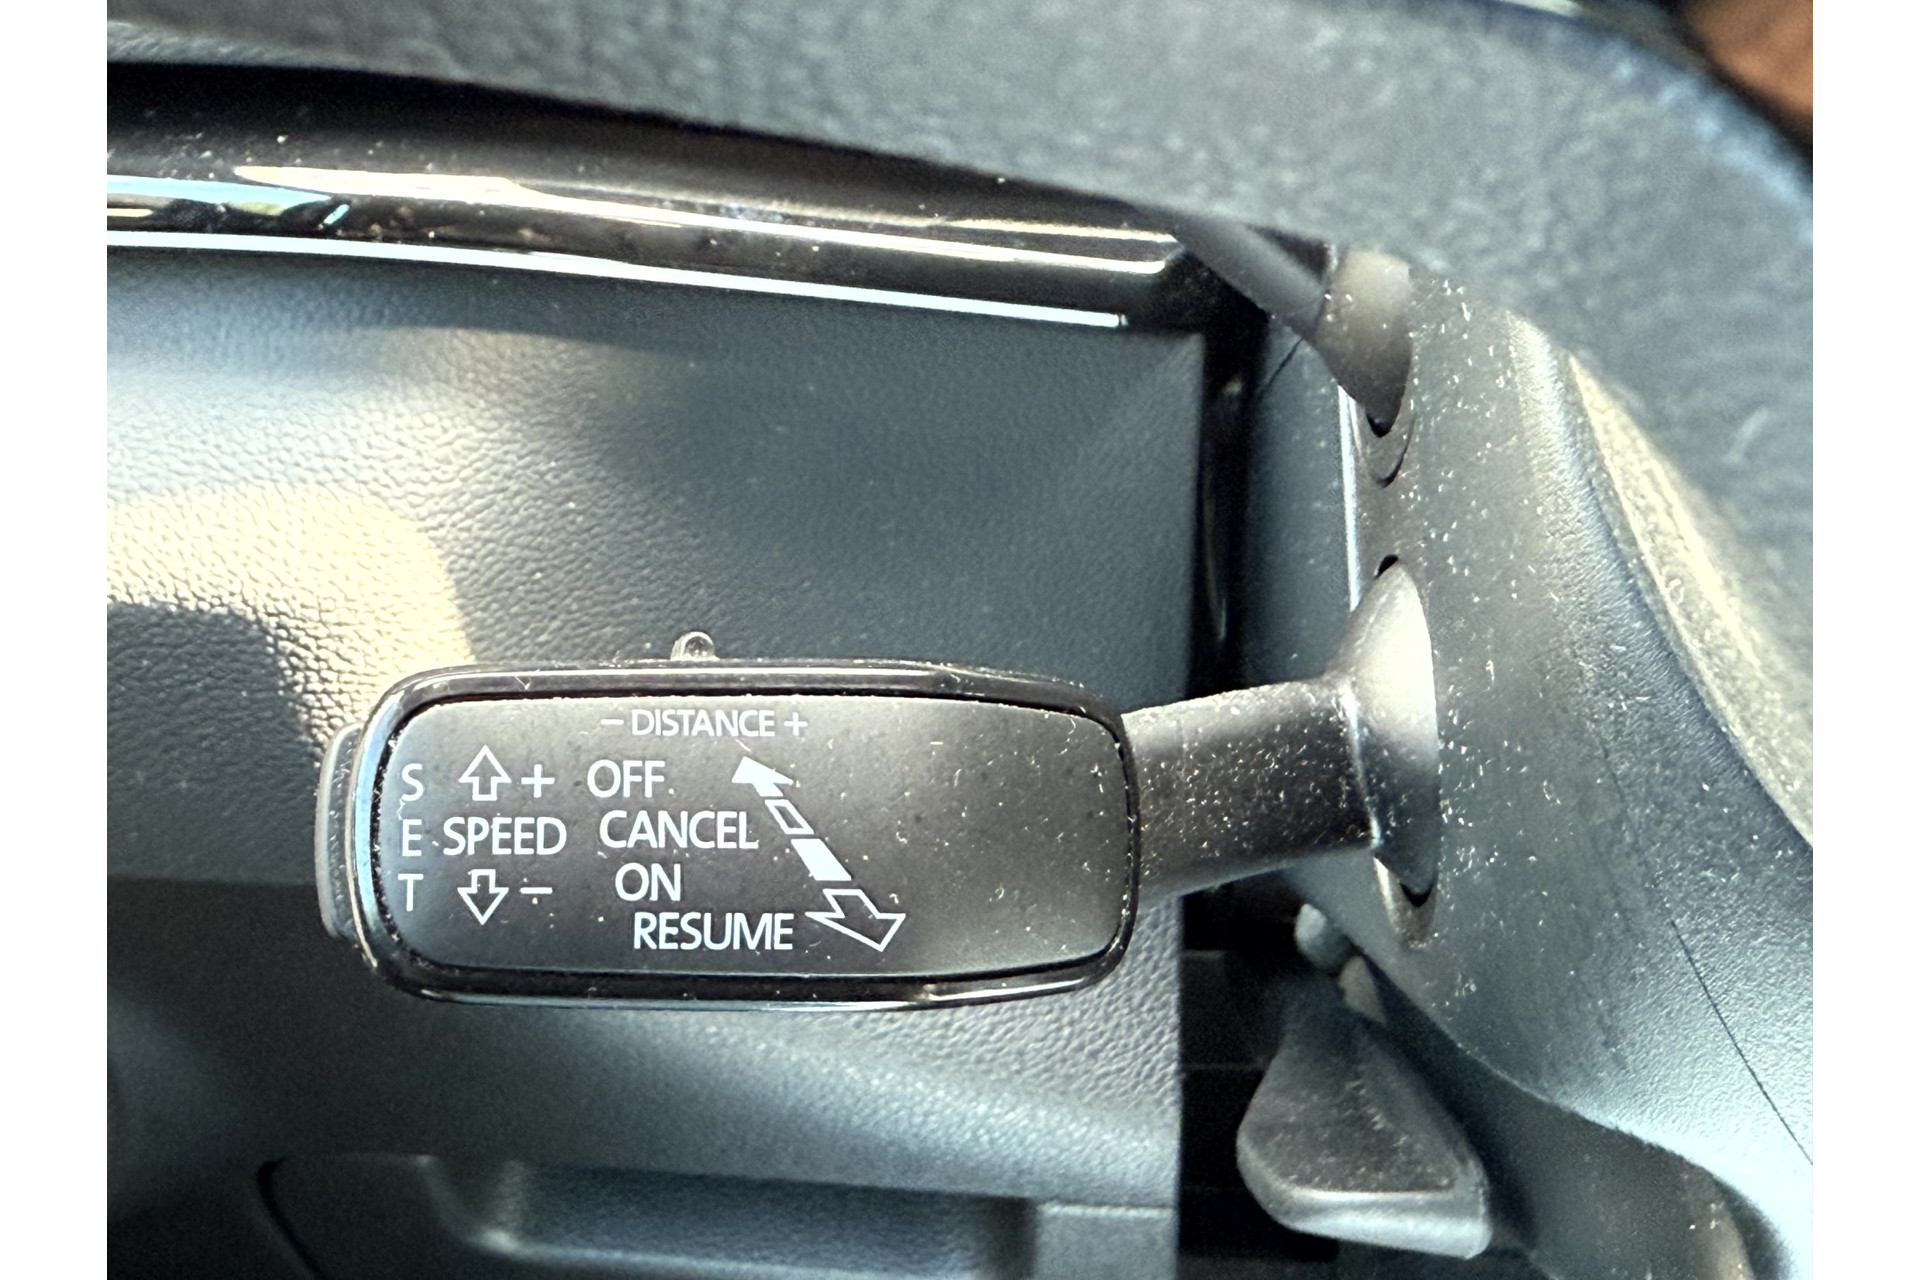 − DISTANCE +
S + OFF
E SPEED CANCEL
T − ON
RESUME